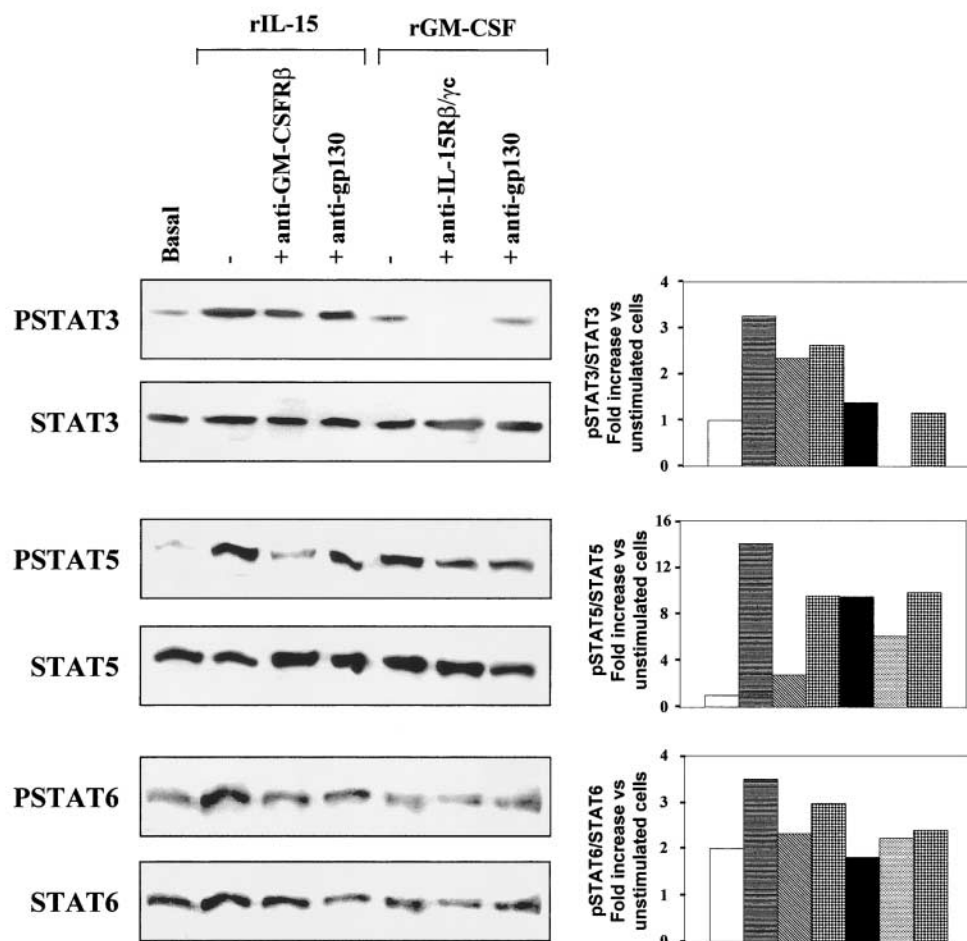 rIL-15
rGM-CSF
Basal
-
+ anti-GM-CSFRβ
+ anti-gp130
-
+ anti-IL-15Rβ/γc
+ anti-gp130
PSTAT3
STAT3
PSTAT5
STAT5
PSTAT6
STAT6
pSTAT3/STAT3
Fold increase vs
unstimulated cells
4
3
2
1
0
pSTAT5/STAT5
Fold increase vs
unstimulated cells
16
12
8
4
0
pSTAT6/STAT6
Fold increase vs
unstimulated cells
4
3
2
1
0